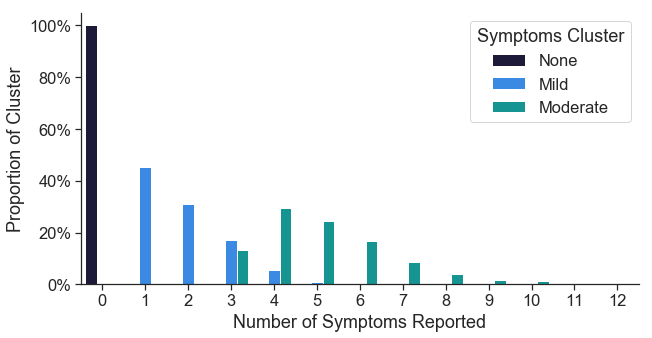 Symptoms Cluster
None
Mild
Moderate
Proportion of Cluster
100%
80%
60%
40%
20%
0%
0 1 2 3 4 5 6 7 8 9 10 11 12
Number of Symptoms Reported